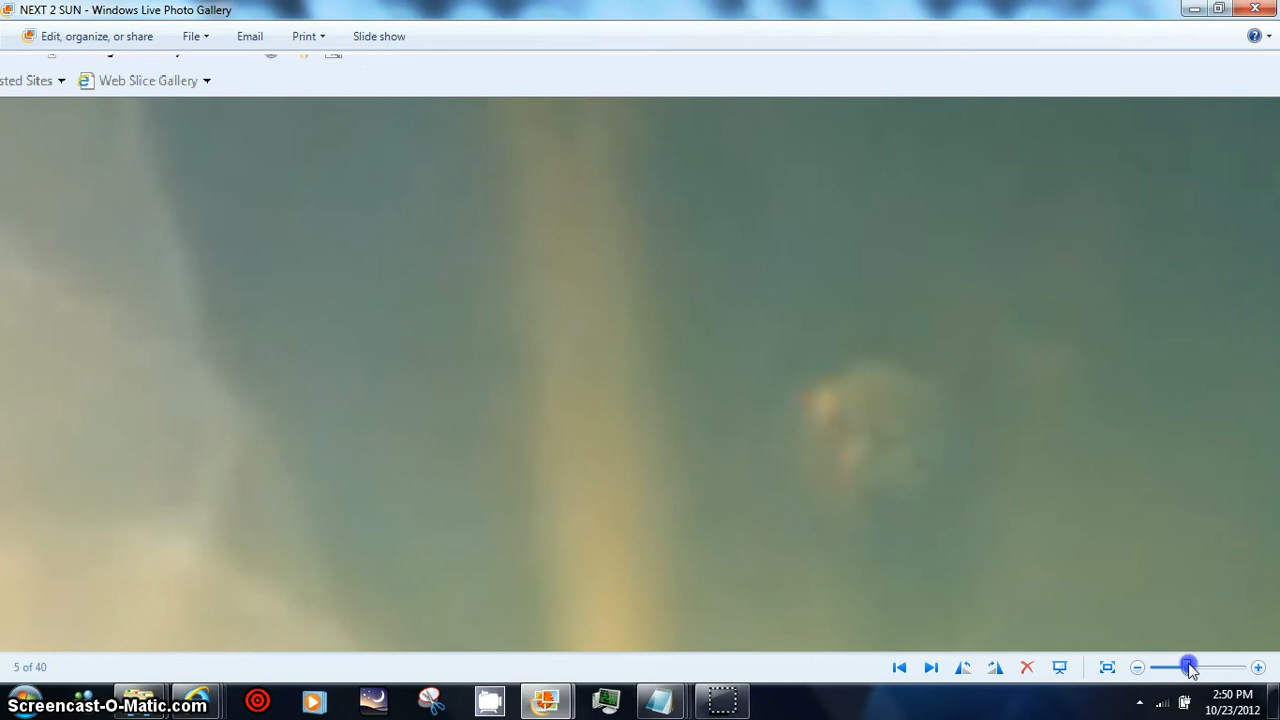 NEXT 2 SUN - Windows Live Photo Gallery
Edit, organize, or share File Email Print Slide show
sted Sites Web Slice Gallery
5 of 40
2:50 PM
10/23/2012
Screencast-O-Matic.com